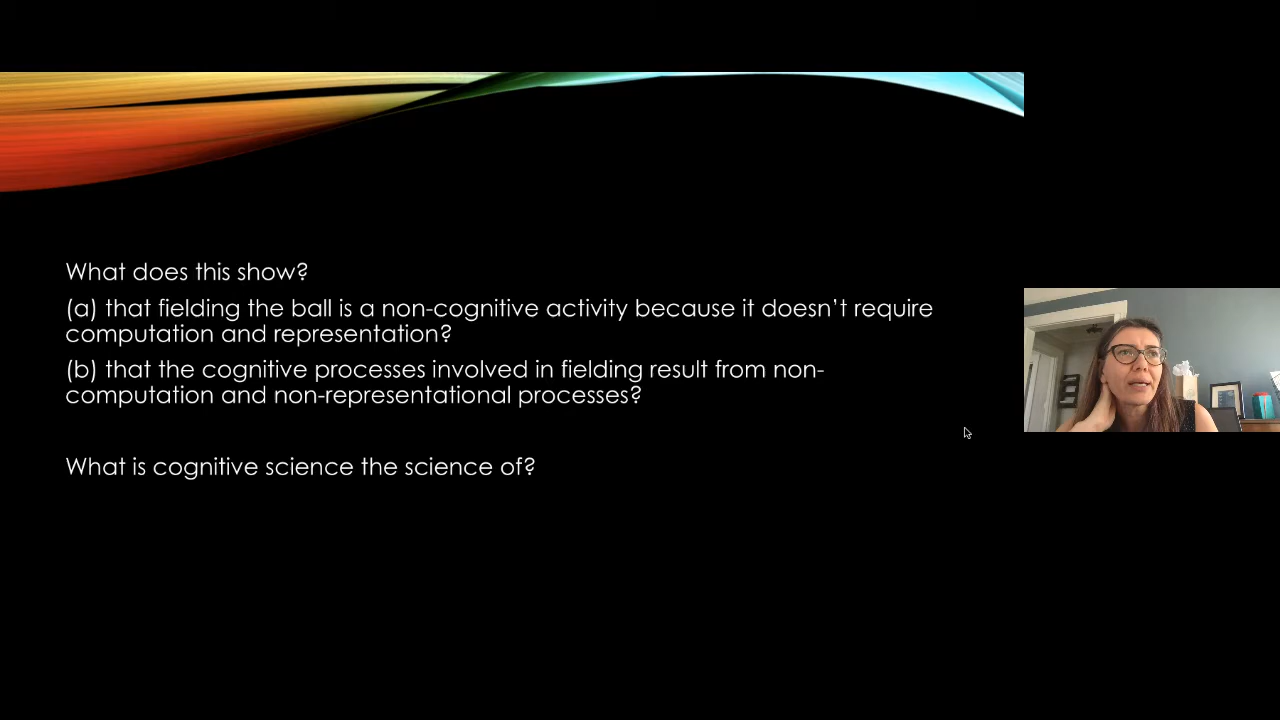 What does this show?
(a) that fielding the ball is a non-cognitive activity because it doesn't require
computation and representation?
(b) that the cognitive processes involved in fielding result from non-
computation and non-representational processes?
What is cognitive science the science of?